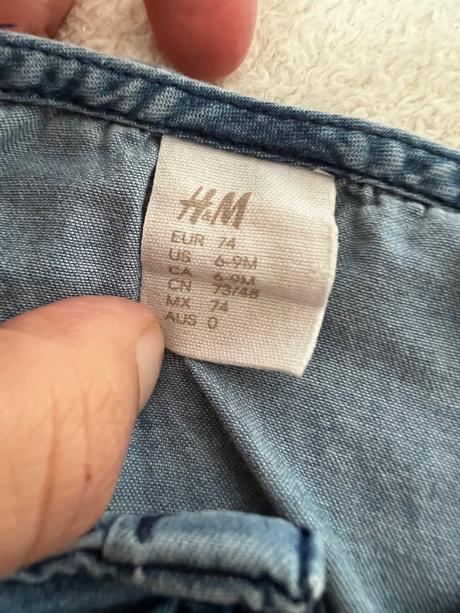 H&M
EUR 74
US 6-9M
CA 6-9M
CN 73/48
MX 74
AUS 0